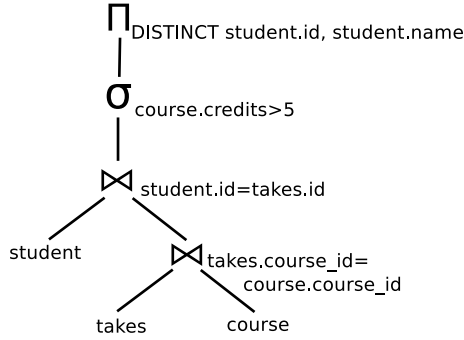 Π DISTINCT student.id, student.name
σ course.credits>5
⋈ student.id=takes.id
student
⋈ takes.course_id=
course.course_id
takes course